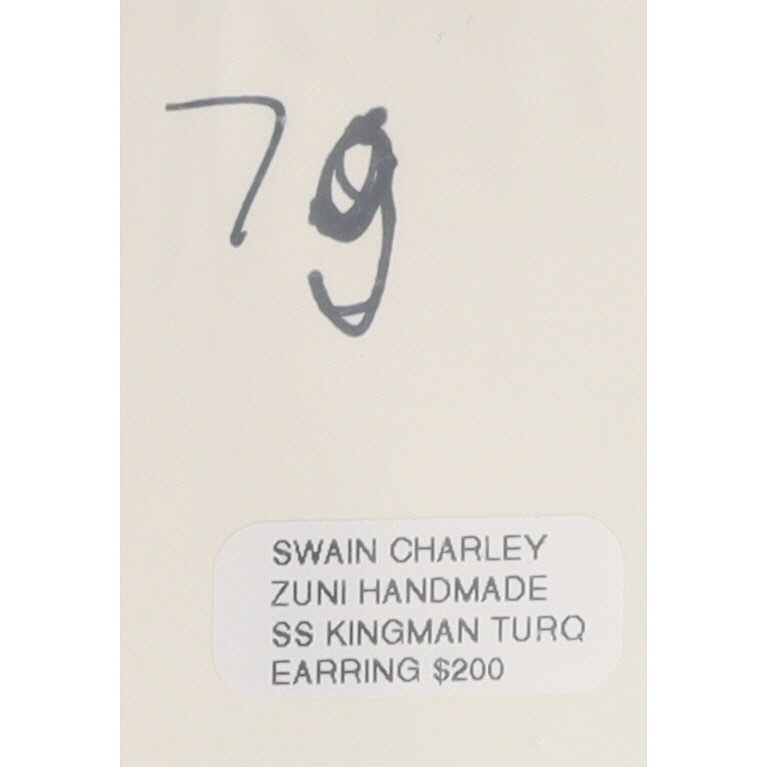 7g
SWAIN CHARLEY
ZUNI HANDMADE
SS KINGMAN TURQ
EARRING $200